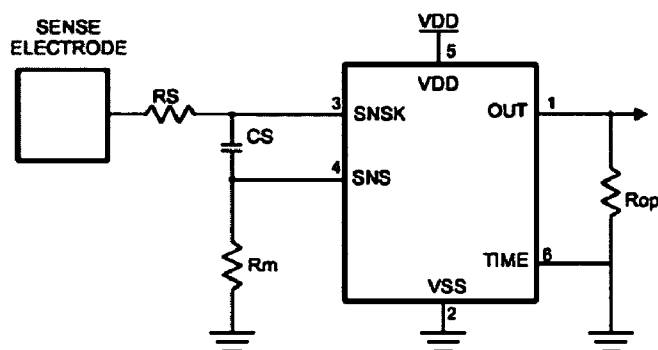 SENSE
ELECTRODE
RS
CS
Rm
3
SNSK
4
SNS
VDD
5
VDD
OUT
1
Rop
TIME
6
VSS
2